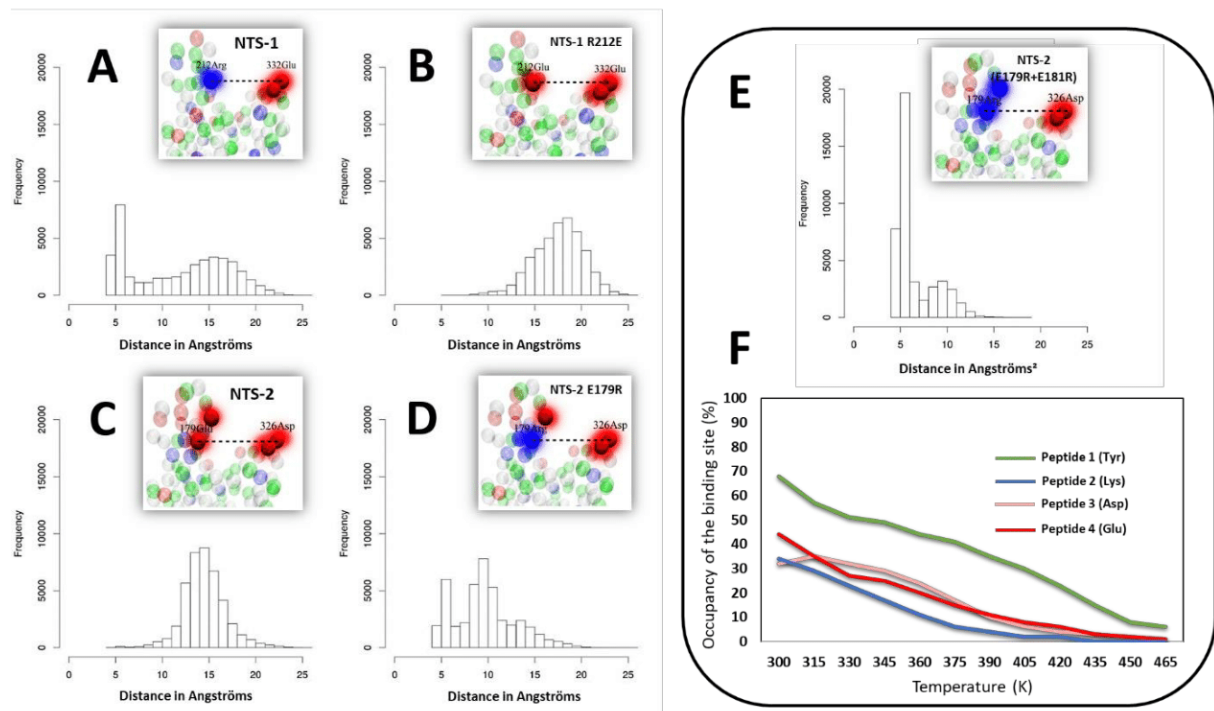 A
NTS-1
212Arg
332Glu
Frequency
20000
15000
10000
5000
0
0 5 10 15 20 25
Distance in Angströms
B
NTS-1 R212E
212Glu
332Glu
Frequency
20000
15000
10000
5000
0
0 5 10 15 20 25
Distance in Angströms
C
NTS-2
179Glu
326Asp
Frequency
20000
15000
10000
5000
0
0 5 10 15 20 25
Distance in Angströms
D
NTS-2 E179R
179Arg
326Asp
Frequency
20000
15000
10000
5000
0
0 5 10 15 20 25
Distance in Angströms
E
NTS-2
(E179R+E181R)
179Arg
326Asp
Frequency
20000
15000
10000
5000
0
0 5 10 15 20 25
Distance in Angströms²
F
Occupancy of the binding site (%)
100
90
80
70
60
50
40
30
20
10
0
Peptide 1 (Tyr)
Peptide 2 (Lys)
Peptide 3 (Asp)
Peptide 4 (Glu)
300 315 330 345 360 375 390 405 420 435 450 465
Temperature (K)